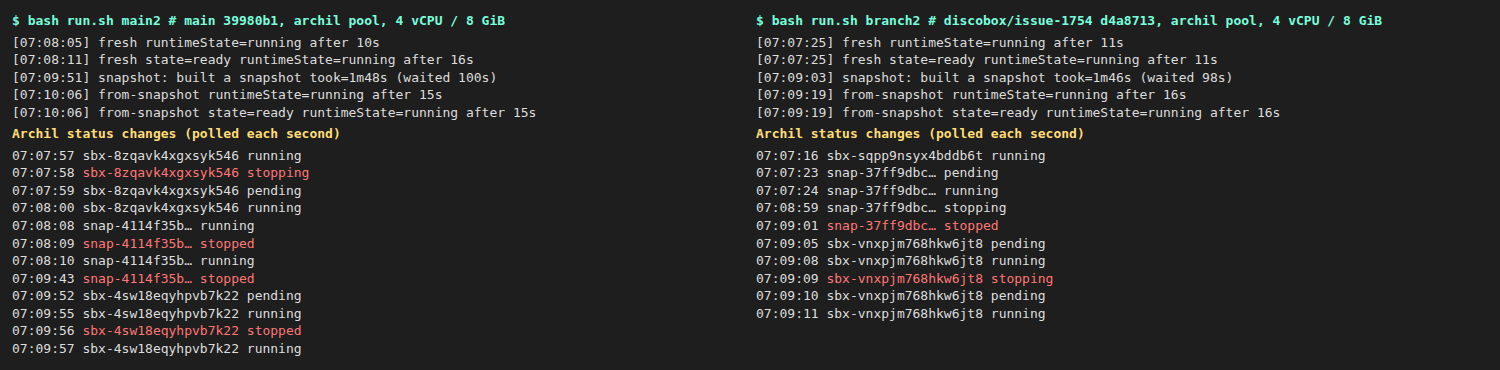 $ bash run.sh main2 # main 39980b1, archil pool, 4 vCPU / 8 GiB
[07:08:05] fresh runtimeState=running after 10s
[07:08:11] fresh state=ready runtimeState=running after 16s
[07:09:51] snapshot: built a snapshot took=1m48s (waited 100s)
[07:10:06] from-snapshot runtimeState=running after 15s
[07:10:06] from-snapshot state=ready runtimeState=running after 15s
Archil status changes (polled each second)
07:07:57 sbx-8zqavk4xgxsyk546 running
07:07:58 sbx-8zqavk4xgxsyk546 stopping
07:07:59 sbx-8zqavk4xgxsyk546 pending
07:08:00 sbx-8zqavk4xgxsyk546 running
07:08:08 snap-4114f35b… running
07:08:09 snap-4114f35b… stopped
07:08:10 snap-4114f35b… running
07:09:43 snap-4114f35b… stopped
07:09:52 sbx-4sw18eqyhpvb7k22 pending
07:09:55 sbx-4sw18eqyhpvb7k22 running
07:09:56 sbx-4sw18eqyhpvb7k22 stopped
07:09:57 sbx-4sw18eqyhpvb7k22 running
$ bash run.sh branch2 # discobox/issue-1754 d4a8713, archil pool, 4 vCPU / 8 GiB
[07:07:25] fresh runtimeState=running after 11s
[07:07:25] fresh state=ready runtimeState=running after 11s
[07:09:03] snapshot: built a snapshot took=1m46s (waited 98s)
[07:09:19] from-snapshot runtimeState=running after 16s
[07:09:19] from-snapshot state=ready runtimeState=running after 16s
Archil status changes (polled each second)
07:07:16 sbx-sqpp9nsyx4bddb6t running
07:07:23 snap-37ff9dbc… pending
07:07:24 snap-37ff9dbc… running
07:08:59 snap-37ff9dbc… stopping
07:09:01 snap-37ff9dbc… stopped
07:09:05 sbx-vnxpjm768hkw6jt8 pending
07:09:08 sbx-vnxpjm768hkw6jt8 running
07:09:09 sbx-vnxpjm768hkw6jt8 stopping
07:09:10 sbx-vnxpjm768hkw6jt8 pending
07:09:11 sbx-vnxpjm768hkw6jt8 running